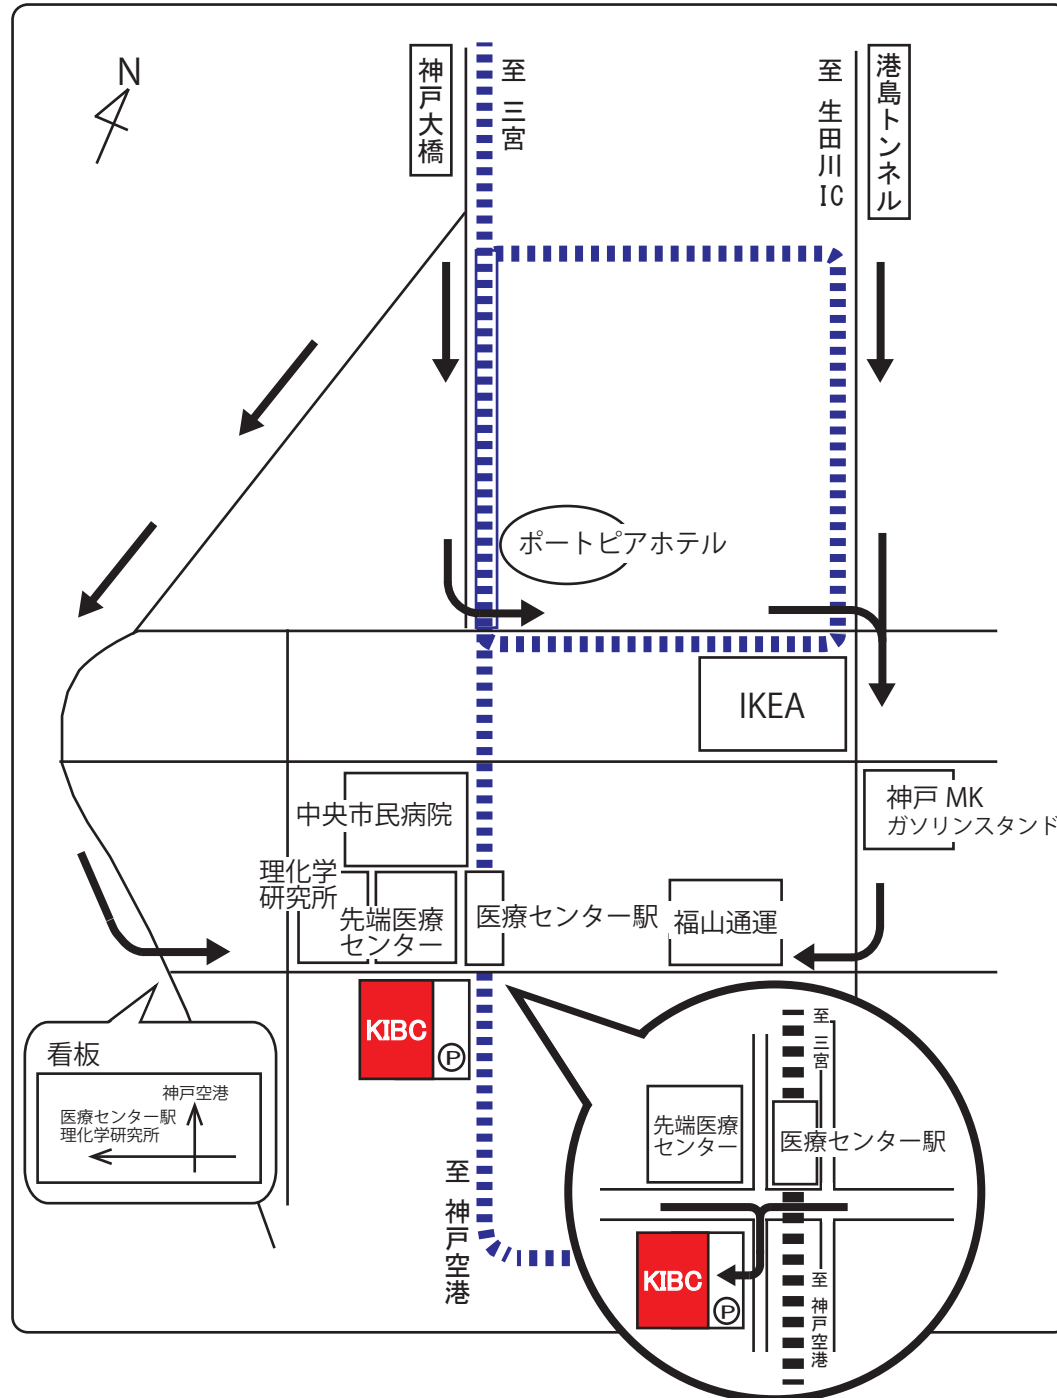 N
神戸大橋
至 三宮
至 生田川IC
港島トンネル
ポートピアホテル
IKEA
神戸 MK
ガソリンスタンド
中央市民病院
理化学
研究所
先端医療
センター
医療センター駅
福山通運
KIBC
P
看板
神戸空港
医療センター駅
理化学研究所
至 神戸空港
至 三宮
先端医療
センター
医療センター駅
KIBC
P
至 神戸空港